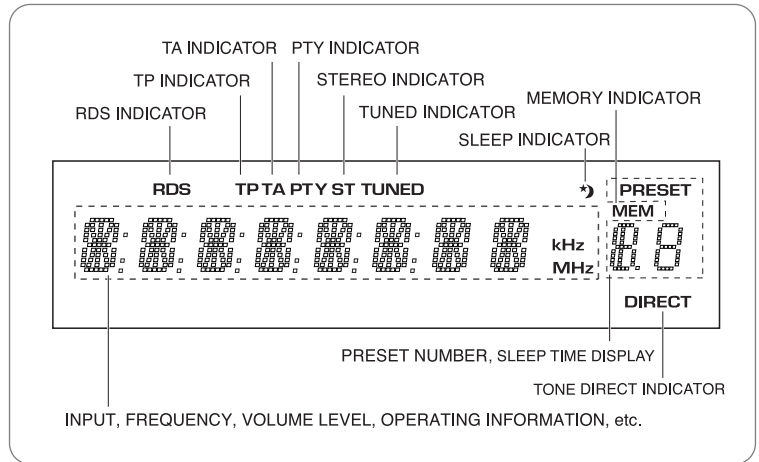 TA INDICATOR PTY INDICATOR
TP INDICATOR STEREO INDICATOR
MEMORY INDICATOR
RDS INDICATOR TUNED INDICATOR
SLEEP INDICATOR
RDS TP TA PTY ST TUNED PRESET
MEM
kHz
MHz
DIRECT
PRESET NUMBER, SLEEP TIME DISPLAY
TONE DIRECT INDICATOR
INPUT, FREQUENCY, VOLUME LEVEL, OPERATING INFORMATION, etc.